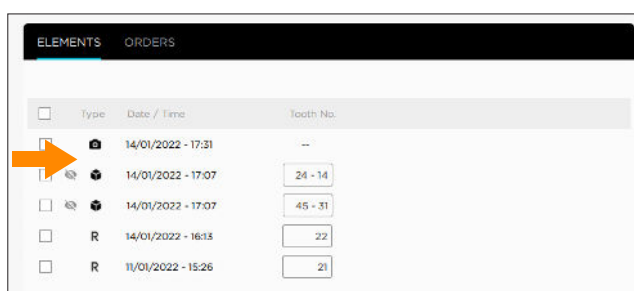 ELEMENTS ORDERS
Type Date / Time Tooth No.
14/01/2022 - 17:31 --
14/01/2022 - 17:07 24 - 14
14/01/2022 - 17:07 45 - 31
R 14/01/2022 - 16:13 22
R 11/01/2022 - 15:26 21